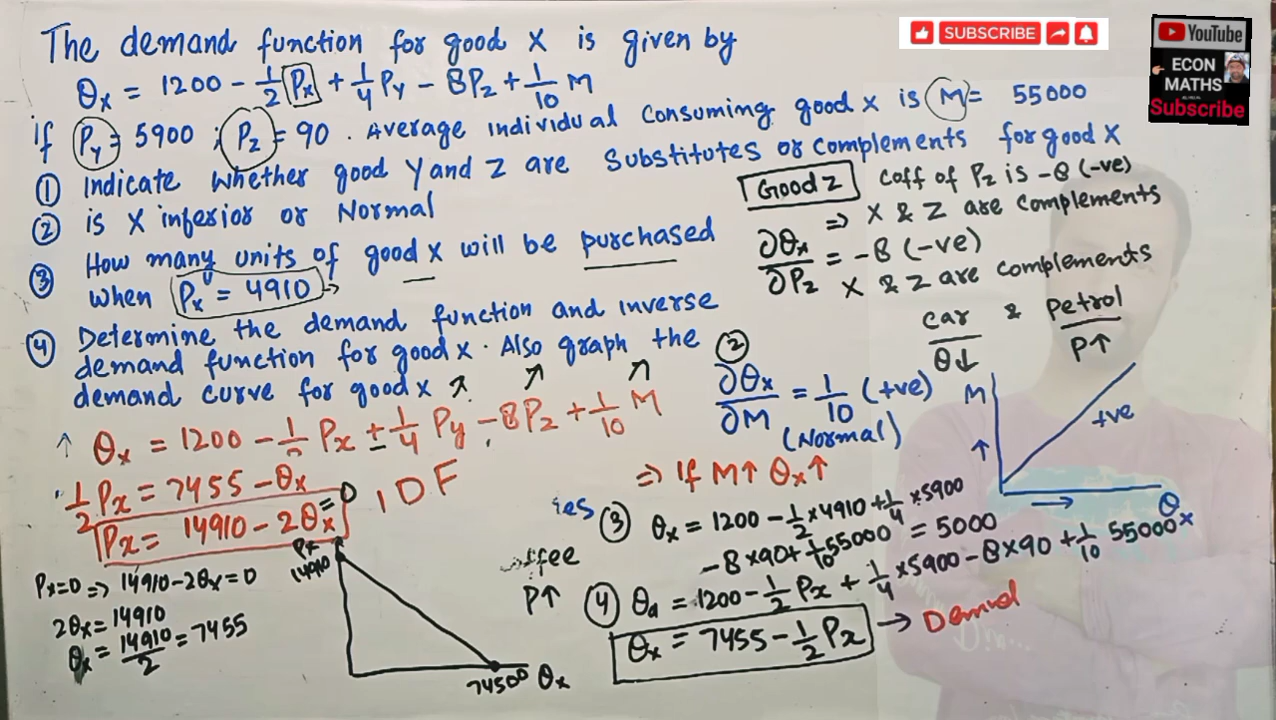 The demand function for good X is given by
Qx = 1200 - 1/2 Px + 1/4 Py - 8Pz + 1/10 M
if Py = 5900 ; Pz = 90 . Average individual consuming good x is M = 55000
① Indicate whether good Y and Z are Substitutes or complements for good X
② is X inferior or Normal
③ How many units of good x will be purchased
when Px = 4910
④ Determine the demand function and inverse
demand function for good x. Also graph the
demand curve for good x
↑ Qx = 1200 - 1/2 Px ± 1/4 Py - 8Pz + 1/10 M
1/2 Px = 7455 - Qx
Px = 14910 - 2Qx = 0
IDF
Px=0 => 14910-2Qx=0
2Qx = 14910
Qx = 14910/2 = 7455
Px
14910
7450 Qx
Good Z
coff of Pz is -8 (-ve)
⇒ X & Z are complements
∂Qx/∂Pz = -8 (-ve)
X & Z are complements
car & Petrol
Q↓ P↑
②
∂Qx/∂M = 1/10 (+ve)
(Normal)
⇒ If M↑ Qx↑
M ↑
+ve
→ Qx
ies
ffee
P↑
③ Qx = 1200 - 1/2 x 4910 + 1/4 x 5900
- 8x90 + 1/10 55000 = 5000
④ Qd = 1200 - 1/2 Px + 1/4 x 5900 - 8x90 + 1/10 55000
Qx = 7455 - 1/2 Px → Demand
SUBSCRIBE
YouTube
ECON
MATHS
Subscribe